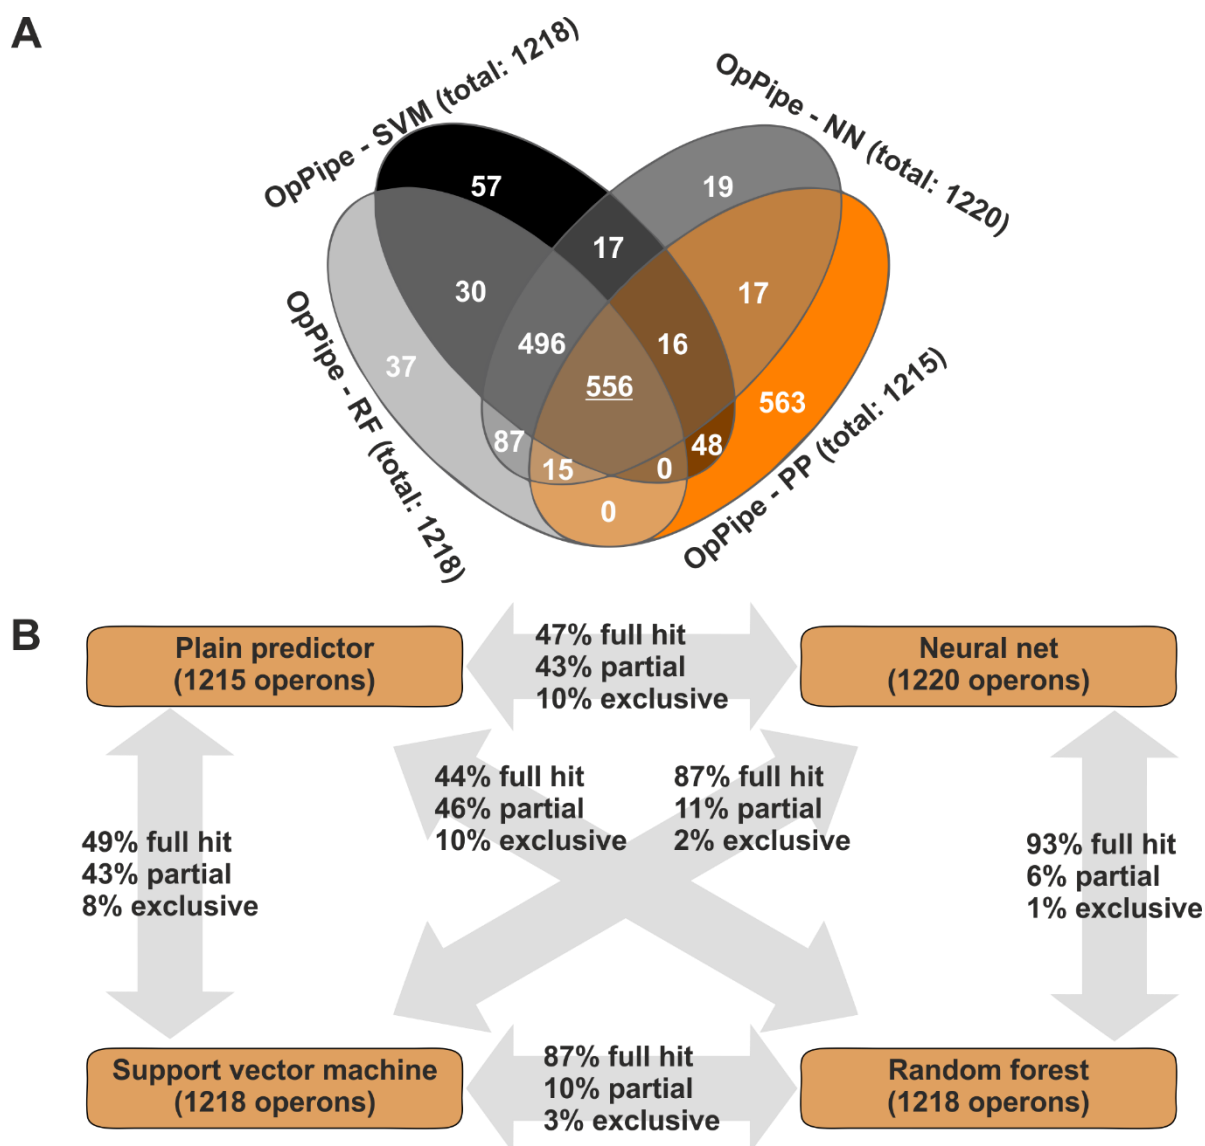 A
OpPipe - SVM (total: 1218)
OpPipe - NN (total: 1220)
OpPipe - RF (total: 1218)
OpPipe - PP (total: 1215)
57
19
17
30
17
37
496
16
556
563
87
48
15
0
0
B
Plain predictor
(1215 operons)
47% full hit
43% partial
10% exclusive
Neural net
(1220 operons)
44% full hit
46% partial
10% exclusive
87% full hit
11% partial
2% exclusive
49% full hit
43% partial
8% exclusive
93% full hit
6% partial
1% exclusive
Support vector machine
(1218 operons)
87% full hit
10% partial
3% exclusive
Random forest
(1218 operons)